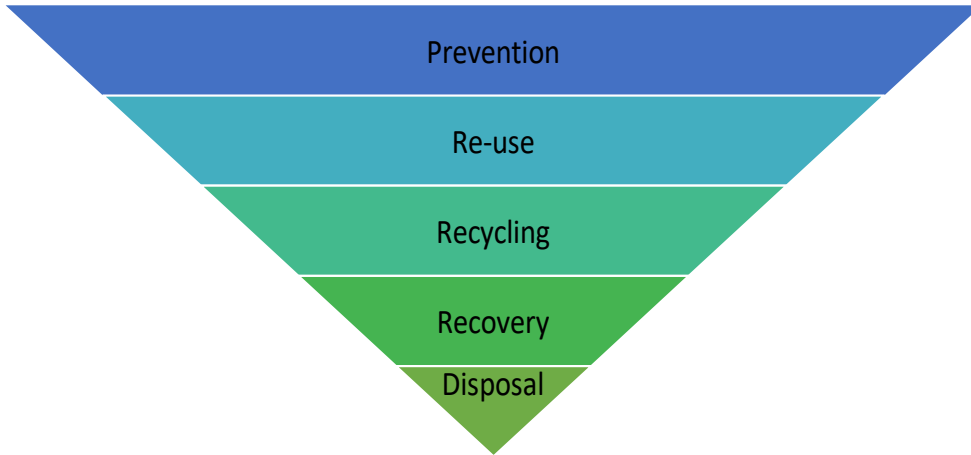 Prevention
Re-use
Recycling
Recovery
Disposal